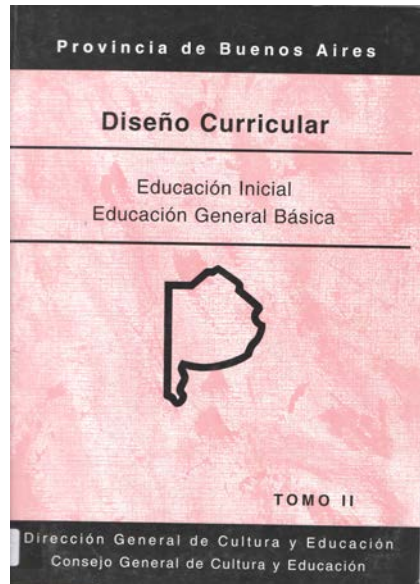 Provincia de Buenos Aires
Diseño Curricular
Educación Inicial
Educación General Básica
TOMO II
Dirección General de Cultura y Educación
Consejo General de Cultura y Educación